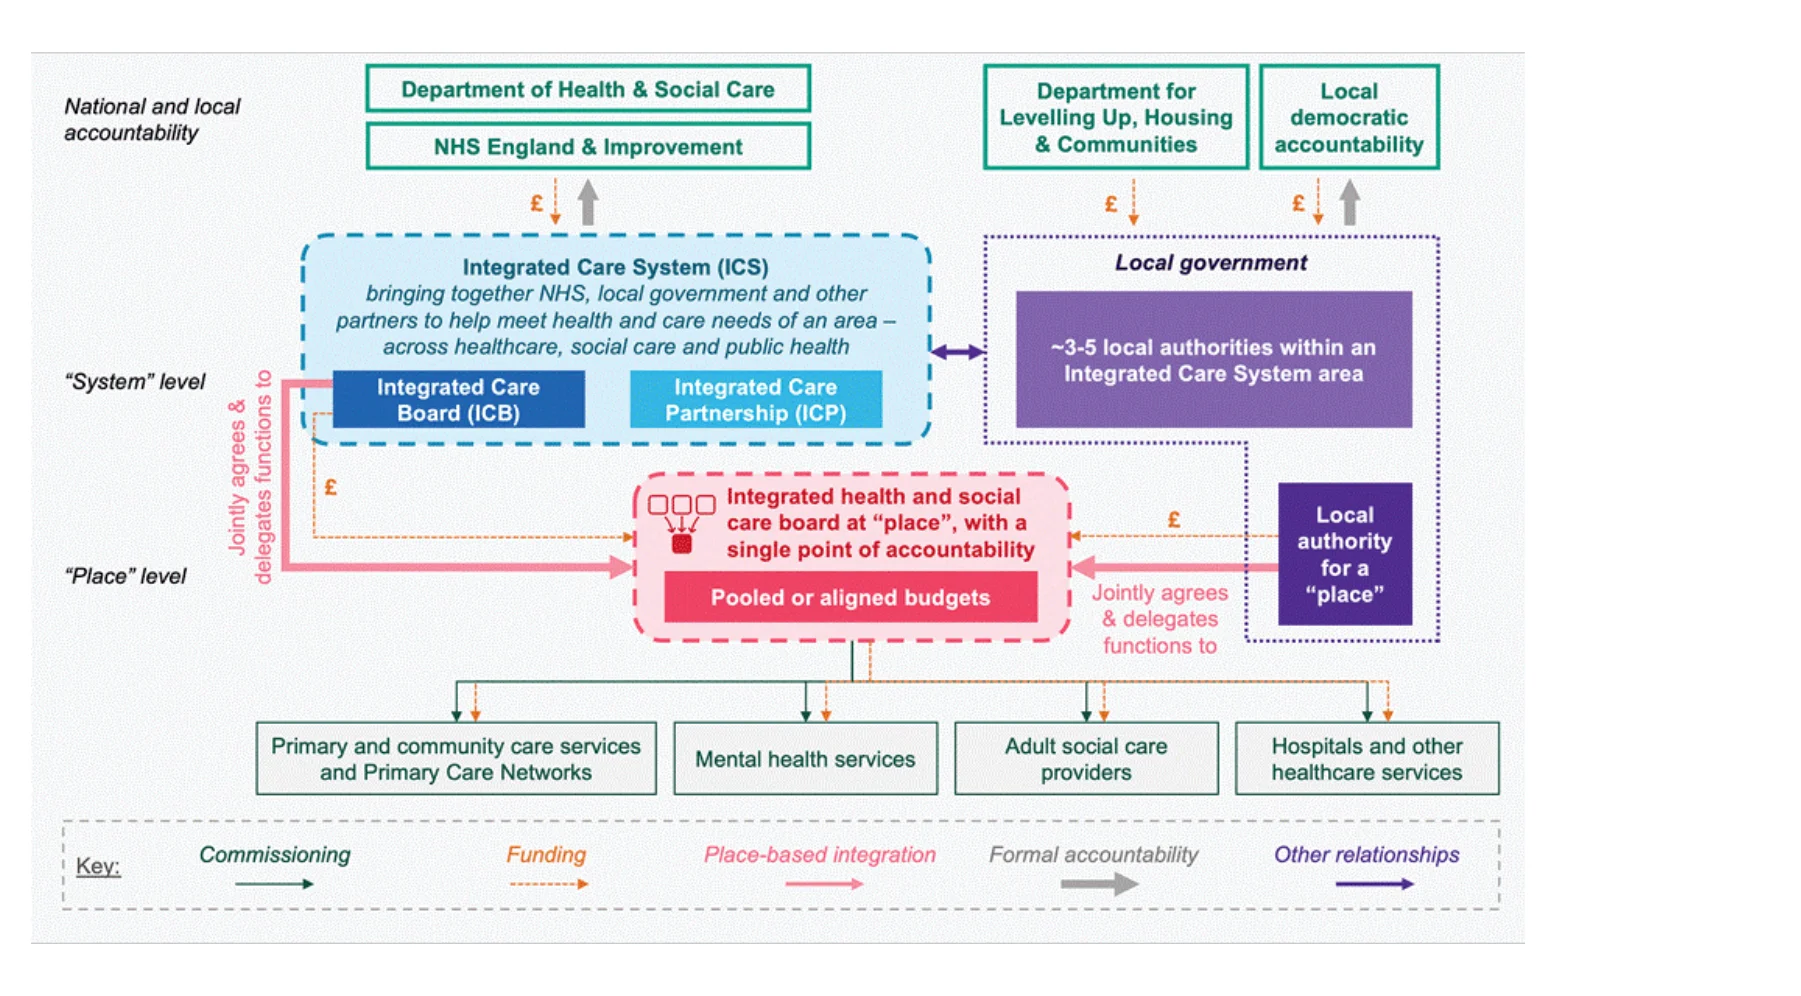 National and local
accountability
Department of Health & Social Care
NHS England & Improvement
Department for
Levelling Up, Housing
& Communities
Local
democratic
accountability
£
£
£
Integrated Care System (ICS)
bringing together NHS, local government and other
partners to help meet health and care needs of an area –
across healthcare, social care and public health
Integrated Care
Board (ICB)
Integrated Care
Partnership (ICP)
Local government
~3-5 local authorities within an
Integrated Care System area
“System” level
Jointly agrees &
delegates functions to
£
Integrated health and social
care board at “place”, with a
single point of accountability
Pooled or aligned budgets
£
Local
authority
for a
“place”
“Place” level
Jointly agrees
& delegates
functions to
Primary and community care services
and Primary Care Networks
Mental health services
Adult social care
providers
Hospitals and other
healthcare services
Key:
Commissioning
Funding
Place-based integration
Formal accountability
Other relationships